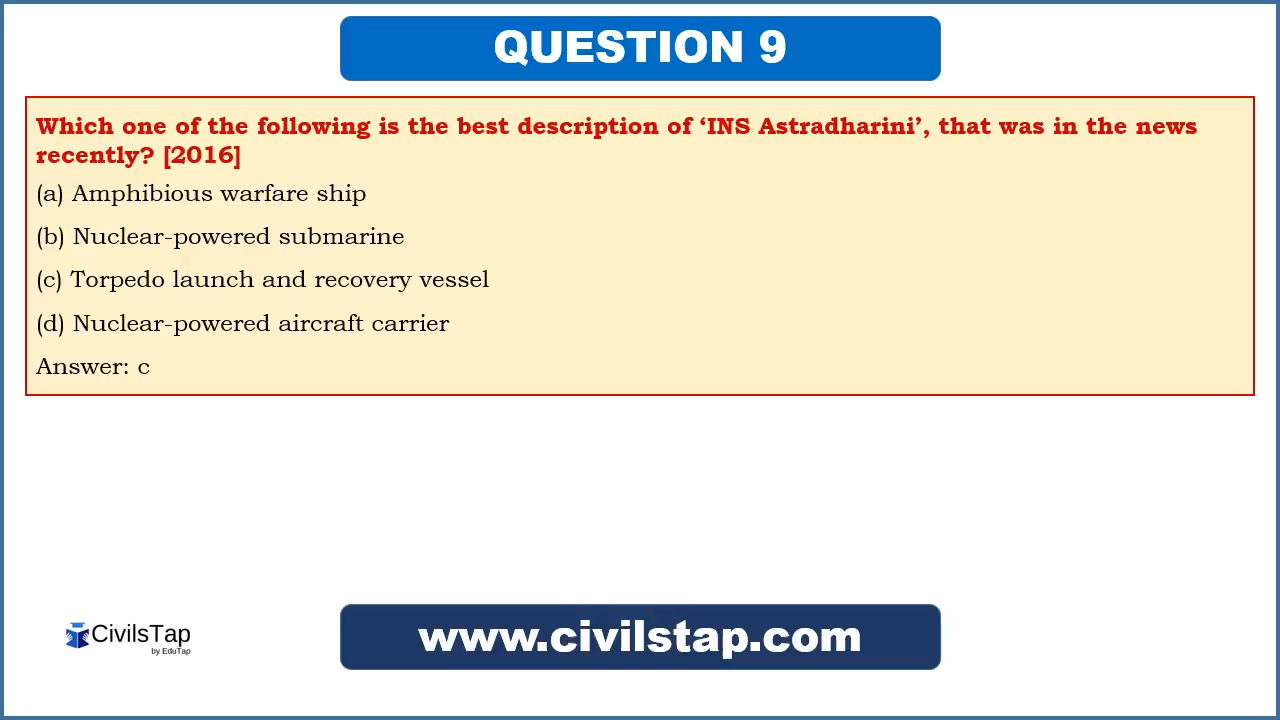 QUESTION 9
Which one of the following is the best description of ‘INS Astradharini’, that was in the news
recently? [2016]
(a) Amphibious warfare ship
(b) Nuclear-powered submarine
(c) Torpedo launch and recovery vessel
(d) Nuclear-powered aircraft carrier
Answer: c
CivilsTap
by EduTap
www.civilstap.com